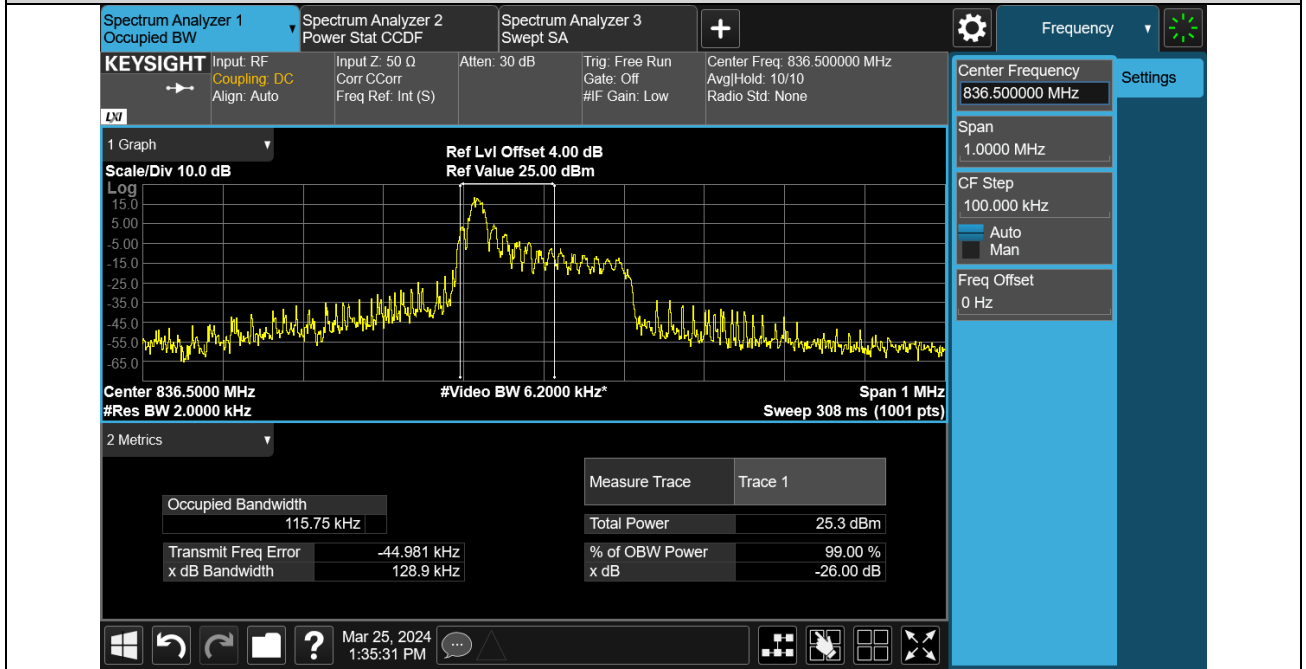 Spectrum Analyzer 1
Occupied BW
Spectrum Analyzer 2
Power Stat CCDF
Spectrum Analyzer 3
Swept SA
Frequency
KEYSIGHT
LXI
Input: RF
Coupling: DC
Align: Auto
Input Z: 50 Ω
Corr CCorr
Freq Ref: Int (S)
Atten: 30 dB
Trig: Free Run
Gate: Off
#IF Gain: Low
Center Freq: 836.500000 MHz
Avg|Hold: 10/10
Radio Std: None
Center Frequency
836.500000 MHz
Settings
Span
1.0000 MHz
CF Step
100.000 kHz
Auto
Man
Freq Offset
0 Hz
1 Graph
Scale/Div 10.0 dB
Ref Lvl Offset 4.00 dB
Ref Value 25.00 dBm
Log
15.0
5.00
-5.00
-15.0
-25.0
-35.0
-45.0
-55.0
-65.0
Center 836.5000 MHz
#Video BW 6.2000 kHz*
Span 1 MHz
#Res BW 2.0000 kHz
Sweep 308 ms (1001 pts)
2 Metrics
Measure Trace
Trace 1
Occupied Bandwidth
115.75 kHz
Total Power
25.3 dBm
Transmit Freq Error
-44.981 kHz
% of OBW Power
99.00 %
x dB Bandwidth
128.9 kHz
x dB
-26.00 dB
?
Mar 25, 2024
1:35:31 PM